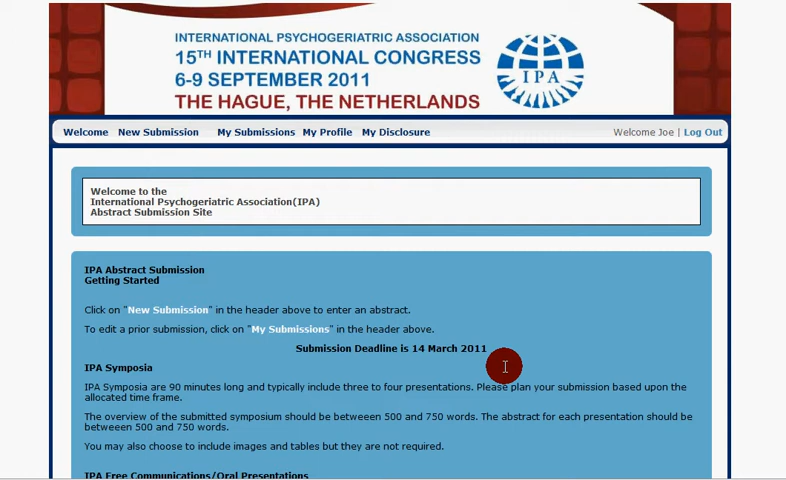 INTERNATIONAL PSYCHOGERIATRIC ASSOCIATION
15TH INTERNATIONAL CONGRESS
6-9 SEPTEMBER 2011
THE HAGUE, THE NETHERLANDS
IPA
Welcome New Submission My Submissions My Profile My Disclosure Welcome Joe | Log Out
Welcome to the
International Psychogeriatric Association(IPA)
Abstract Submission Site
IPA Abstract Submission
Getting Started
Click on "New Submission" in the header above to enter an abstract.
To edit a prior submission, click on "My Submissions" in the header above.
Submission Deadline is 14 March 2011
IPA Symposia
IPA Symposia are 90 minutes long and typically include three to four presentations. Please plan your submission based upon the
allocated time frame.
The overview of the submitted symposium should be betweeen 500 and 750 words. The abstract for each presentation should be
betweeen 500 and 750 words.
You may also choose to include images and tables but they are not required.
IPA Free Communications/Oral Presentations